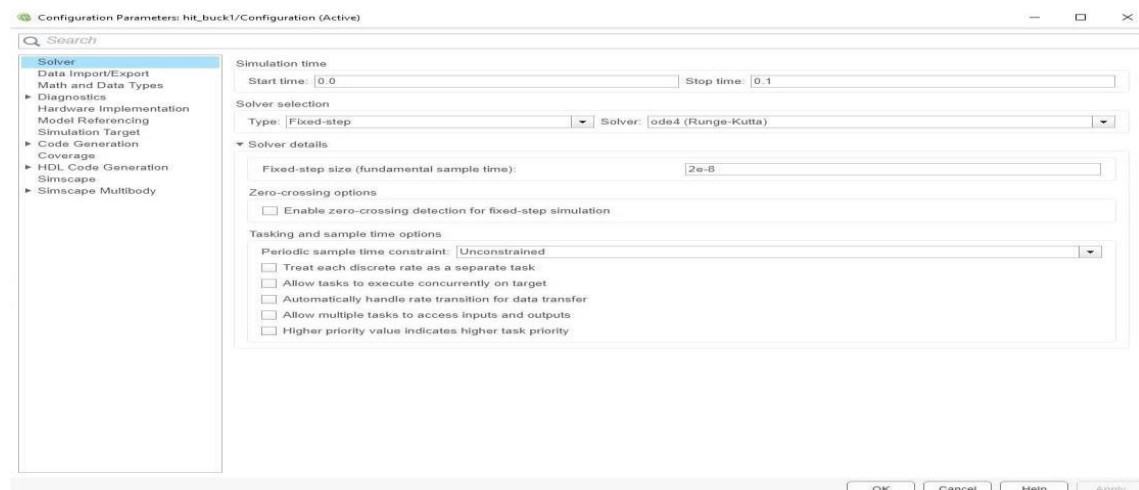 Configuration Parameters: hit_buck1/Configuration (Active)
Search
Solver
Data Import/Export
Math and Data Types
Diagnostics
Hardware Implementation
Model Referencing
Simulation Target
Code Generation
Coverage
HDL Code Generation
Simscape
Simscape Multibody
Simulation time
Start time: 0.0 Stop time: 0.1
Solver selection
Type: Fixed-step Solver: ode4 (Runge-Kutta)
Solver details
Fixed-step size (fundamental sample time): 2e-8
Zero-crossing options
Enable zero-crossing detection for fixed-step simulation
Tasking and sample time options
Periodic sample time constraint: Unconstrained
Treat each discrete rate as a separate task
Allow tasks to execute concurrently on target
Automatically handle rate transition for data transfer
Allow multiple tasks to access inputs and outputs
Higher priority value indicates higher task priority
OK Cancel Help Apply